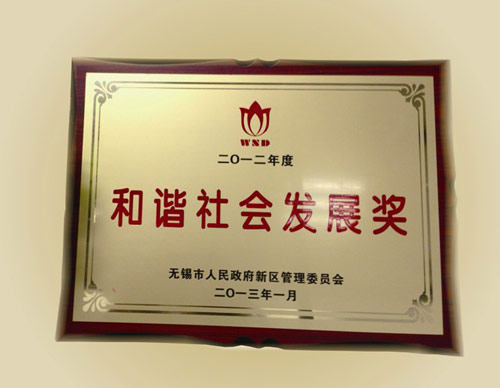 WND
二〇一二年度
和谐社会发展奖
无锡市人民政府新区管理委员会
二〇一三年一月